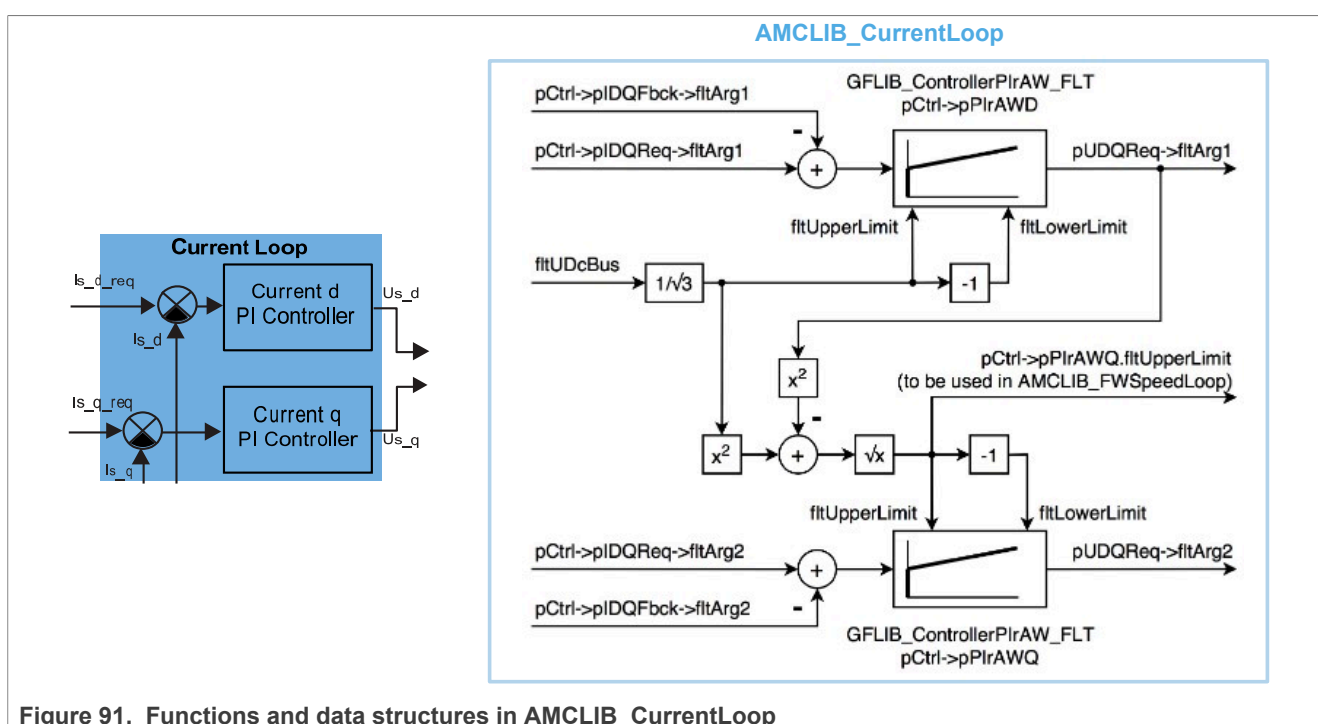 AMCLIB_CurrentLoop
GFLIB_ControllerPIrAW_FLT
pCtrl->pPIrAWD
pCtrl->pIDQFbck->fltArg1
-
pCtrl->pIDQReq->fltArg1
+
pUDQReq->fltArg1
fltUpperLimit
fltLowerLimit
fltUDcBus
1/√3
-1
x²
pCtrl->pPIrAWQ.fltUpperLimit
(to be used in AMCLIB_FWSpeedLoop)
-
x²
+
√x
-1
fltUpperLimit
fltLowerLimit
pCtrl->pIDQReq->fltArg2
+
pUDQReq->fltArg2
-
pCtrl->pIDQFbck->fltArg2
GFLIB_ControllerPIrAW_FLT
pCtrl->pPIrAWQ
Current Loop
Is_d_req
Current d
PI Controller
Us_d
Is_d
Is_q_req
Current q
PI Controller
Us_q
Is_q
Figure 91. Functions and data structures in AMCLIB_CurrentLoop